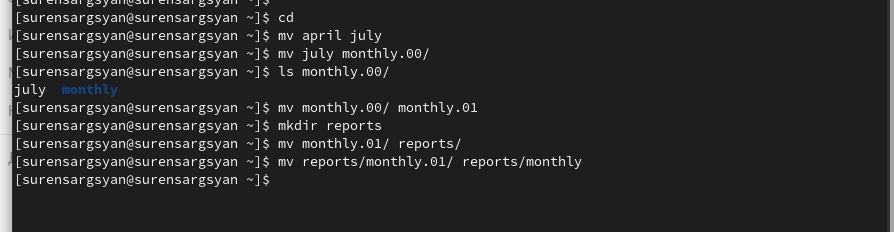 [surensargsyan@surensargsyan ~]$ cd
[surensargsyan@surensargsyan ~]$ mv april july
[surensargsyan@surensargsyan ~]$ mv july monthly.00/
[surensargsyan@surensargsyan ~]$ ls monthly.00/
july  monthly
[surensargsyan@surensargsyan ~]$ mv monthly.00/ monthly.01
[surensargsyan@surensargsyan ~]$ mkdir reports
[surensargsyan@surensargsyan ~]$ mv monthly.01/ reports/
[surensargsyan@surensargsyan ~]$ mv reports/monthly.01/ reports/monthly
[surensargsyan@surensargsyan ~]$